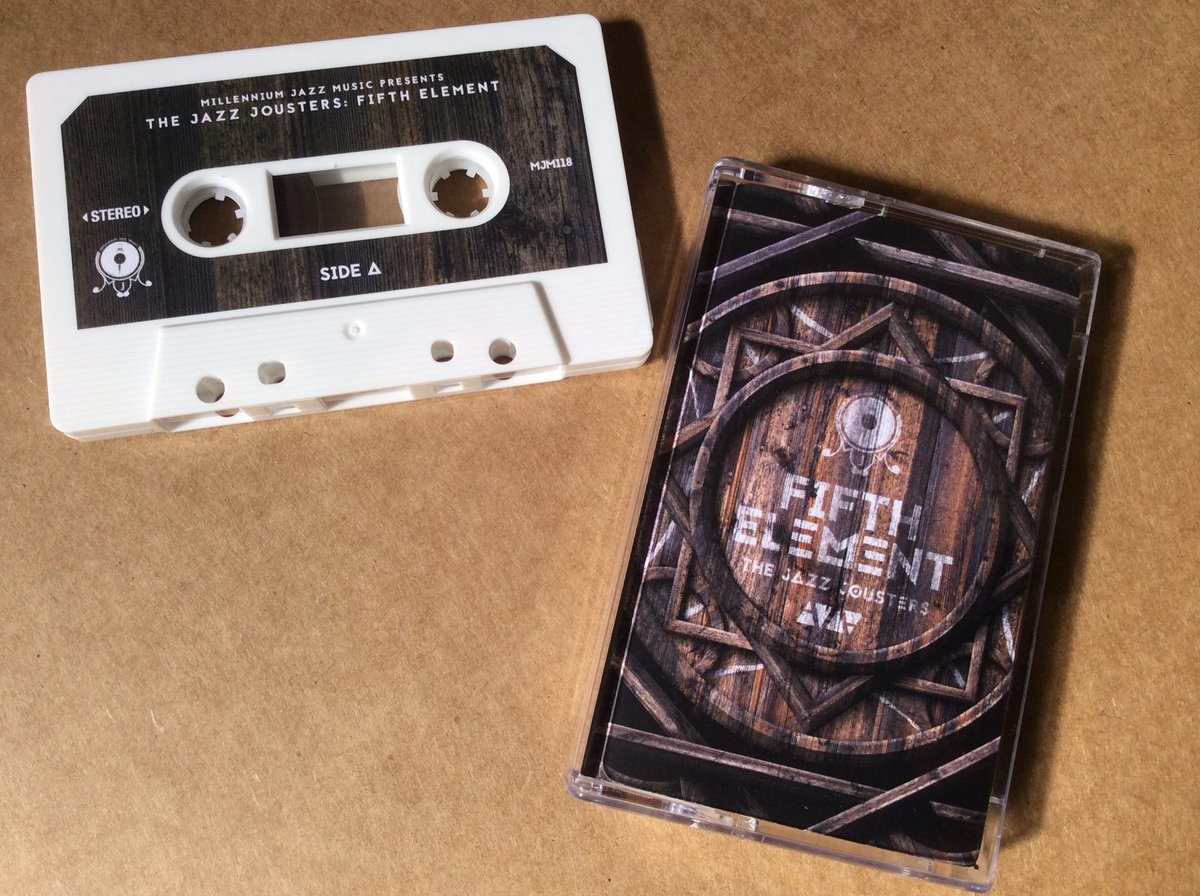 MILLENNIUM JAZZ MUSIC PRESENTS
THE JAZZ JOUSTERS: FIFTH ELEMENT
MJM118
STEREO
SIDE A
FIFTH
ELEMENT
THE JAZZ JOUSTERS